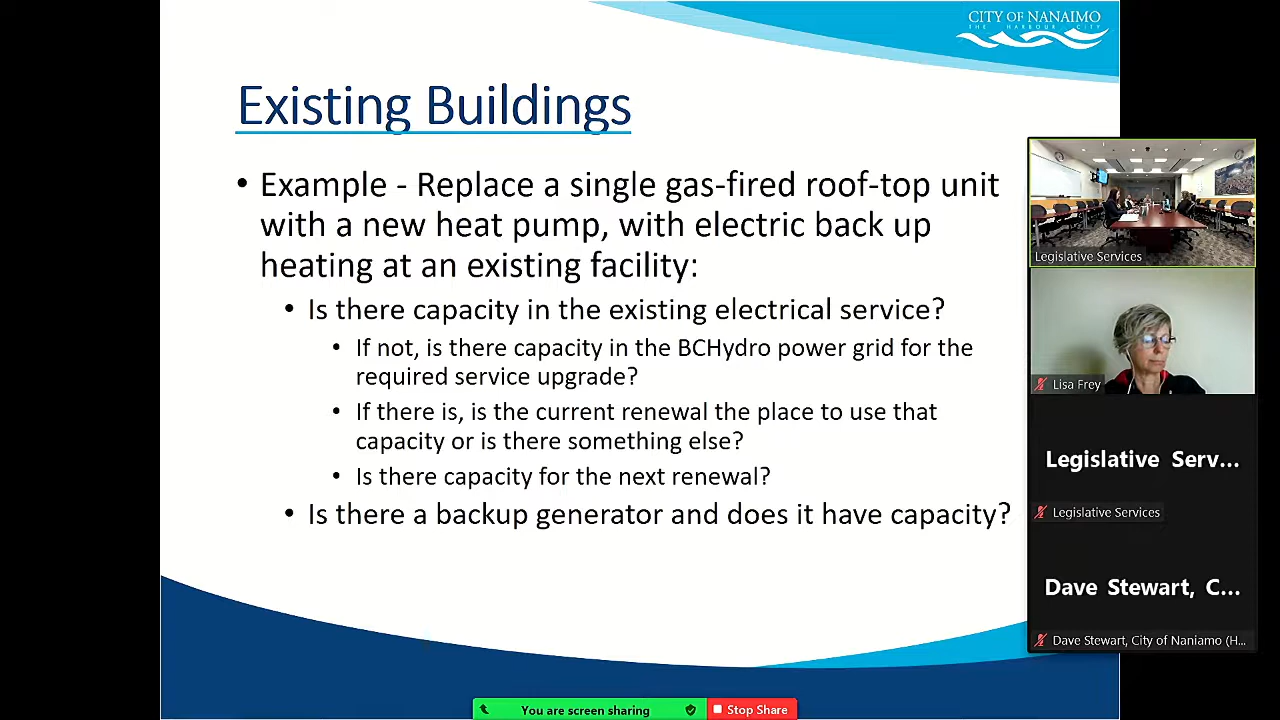 CITY OF NANAIMO
THE HARBOUR CITY
Existing Buildings
• Example - Replace a single gas-fired roof-top unit
with a new heat pump, with electric back up
heating at an existing facility:
• Is there capacity in the existing electrical service?
• If not, is there capacity in the BCHydro power grid for the
required service upgrade?
• If there is, is the current renewal the place to use that
capacity or is there something else?
• Is there capacity for the next renewal?
• Is there a backup generator and does it have capacity?
Legislative Services
Lisa Frey
Legislative Serv...
Legislative Services
Dave Stewart, C...
Dave Stewart, City of Naniamo (H...
You are screen sharing
Stop Share